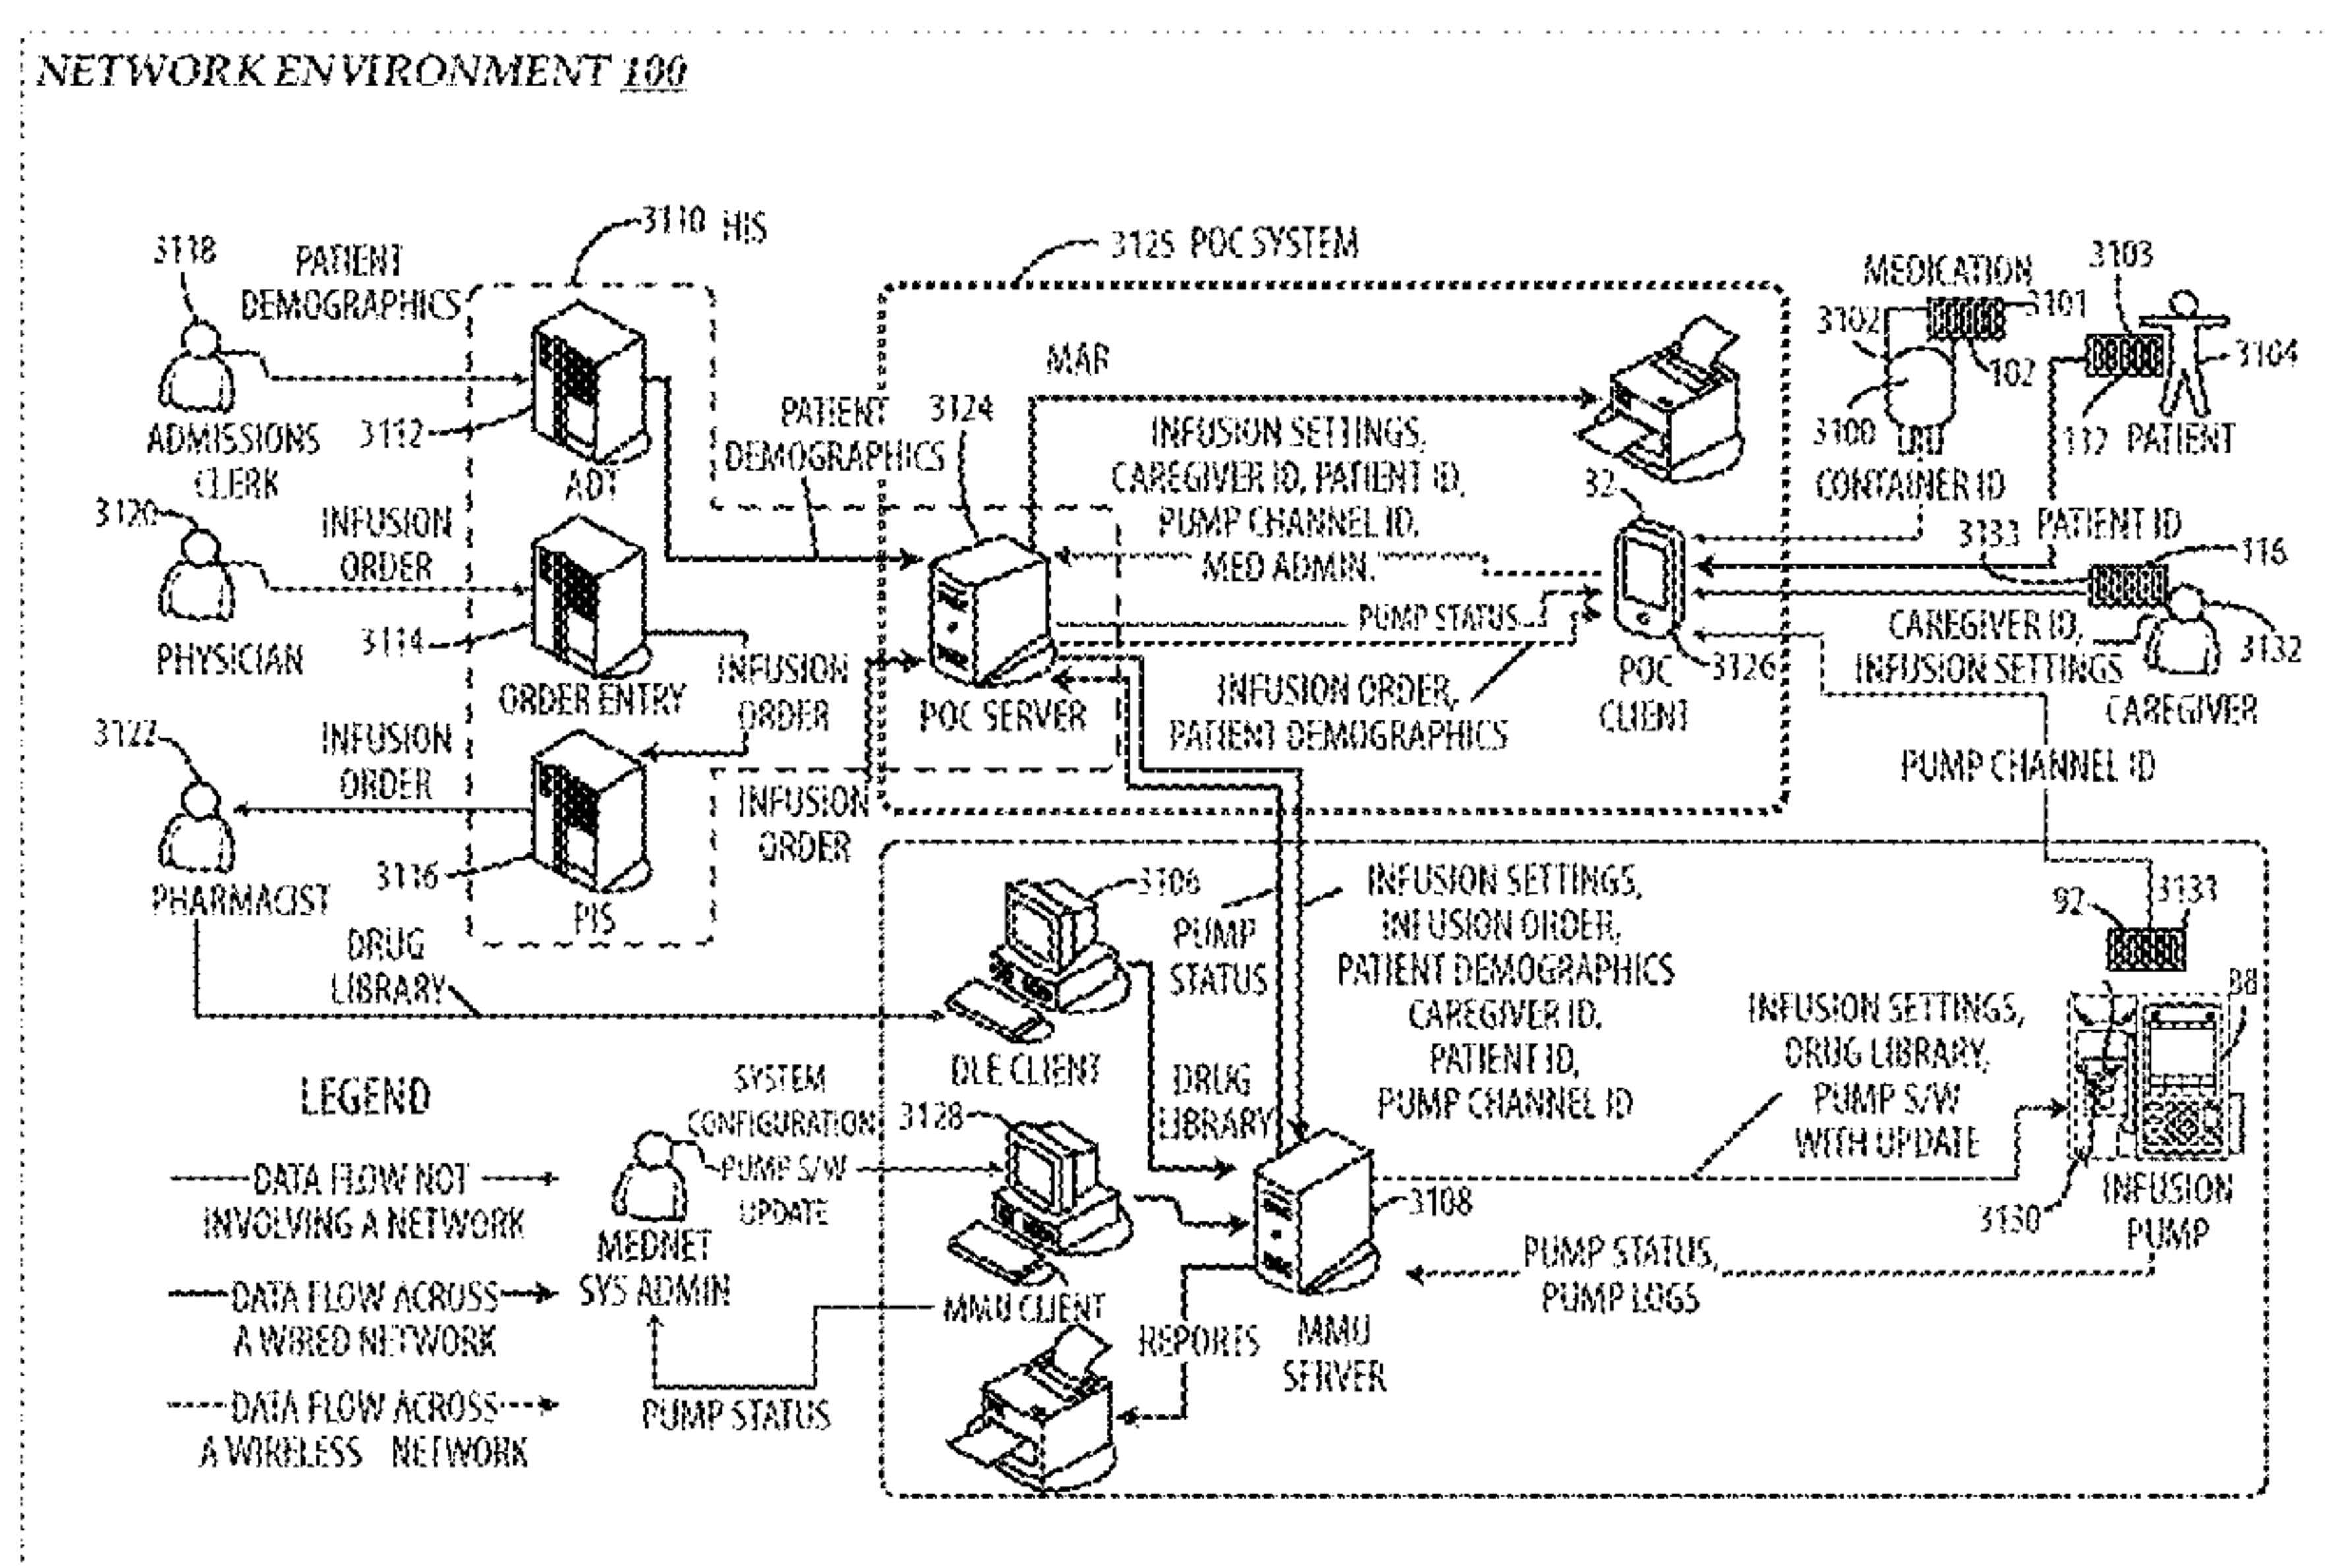 NETWORK ENVIRONMENT 100
3110 HIS
3118
PATIENT
DEMOGRAPHICS
3125 POC SYSTEM
3103
MEDICATION
3101
3102
3104
102
3100
112 PATIENT
CONTAINER ID
MAR
ADMISSIONS
CLERK
3112
ADT
PATIENT
DEMOGRAPHICS
3124
INFUSION SETTINGS,
CAREGIVER ID, PATIENT ID,
PUMP CHANNEL ID,
MED ADMIN.
32
3133
PATIENT ID
116
3120
INFUSION
ORDER
PHYSICIAN
3114
ORDER ENTRY
INFUSION
ORDER
POC SERVER
PUMP STATUS
INFUSION ORDER,
PATIENT DEMOGRAPHICS
3126
POC
CLIENT
CAREGIVER ID,
INFUSION SETTINGS
3132
CAREGIVER
PUMP CHANNEL ID
3122
INFUSION
ORDER
PHARMACIST
3116
PIS
INFUSION
ORDER
DRUG
LIBRARY
3106
PUMP
STATUS
DLE CLIENT
INFUSION SETTINGS,
INFUSION ORDER,
PATIENT DEMOGRAPHICS
CAREGIVER ID,
PATIENT ID,
PUMP CHANNEL ID
92
3131
88
INFUSION SETTINGS,
DRUG LIBRARY,
PUMP S/W
WITH UPDATE
3130
INFUSION
PUMP
SYSTEM
CONFIGURATION
PUMP S/W
UPDATE
3128
DRUG
LIBRARY
MEDNET
SYS ADMIN
MMU CLIENT
3108
MMU
SERVER
REPORTS
PUMP STATUS,
PUMP LOGS
PUMP STATUS
LEGEND
DATA FLOW NOT
INVOLVING A NETWORK
DATA FLOW ACROSS
A WIRED NETWORK
DATA FLOW ACROSS
A WIRELESS NETWORK